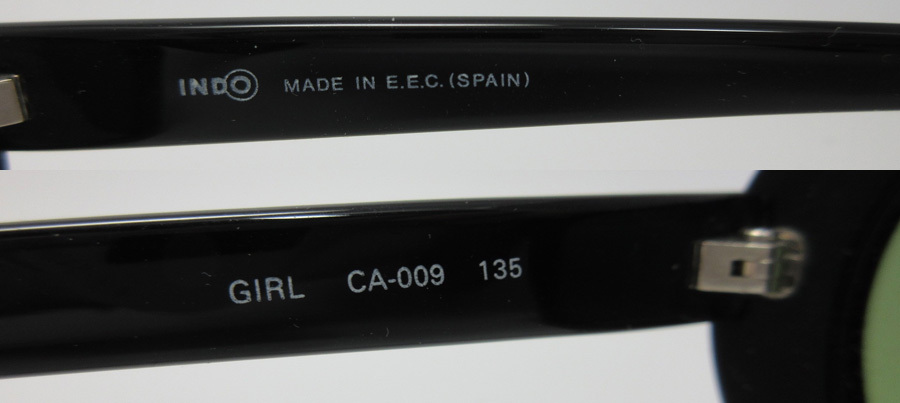 INDO MADE IN E.E.C. (SPAIN)
GIRL CA-009 135